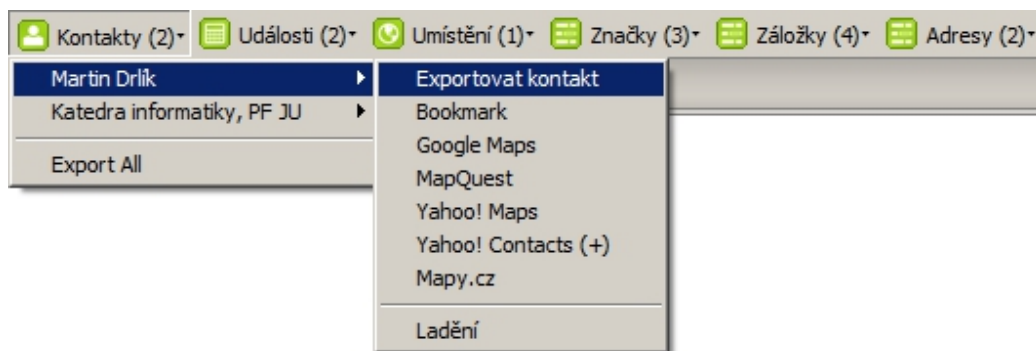 Kontakty (2) Události (2) Umístění (1) Značky (3) Záložky (4) Adresy (2)
Martin Drlík
Katedra informatiky, PF JU
Export All
Exportovat kontakt
Bookmark
Google Maps
MapQuest
Yahoo! Maps
Yahoo! Contacts (+)
Mapy.cz
Ladění